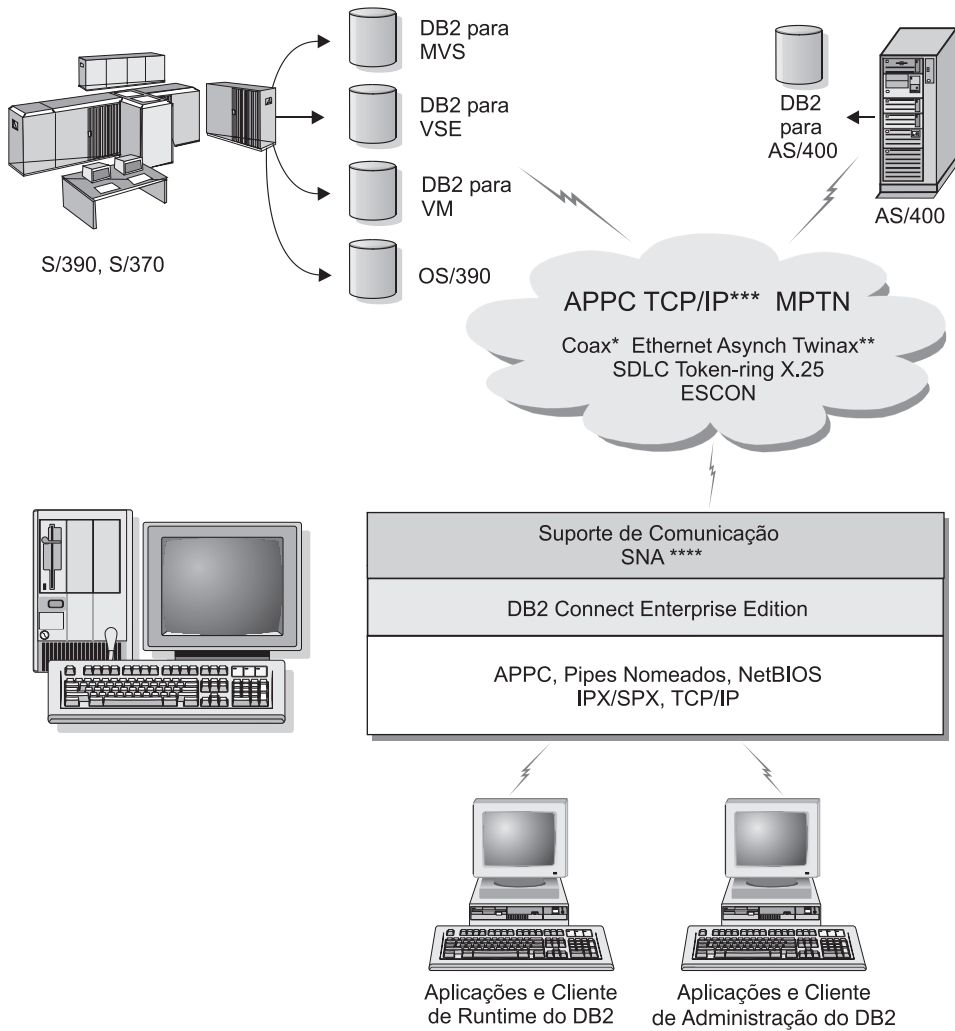 DB2 para
MVS
DB2 para
VSE
DB2 para
VM
OS/390
S/390, S/370
DB2
para
AS/400
AS/400
APPC TCP/IP*** MPTN
Coax* Ethernet Asynch Twinax**
SDLC Token-ring X.25
ESCON
Suporte de Comunicação
SNA ****
DB2 Connect Enterprise Edition
APPC, Pipes Nomeados, NetBIOS
IPX/SPX, TCP/IP
Aplicações e Cliente
de Runtime do DB2
Aplicações e Cliente
de Administração do DB2